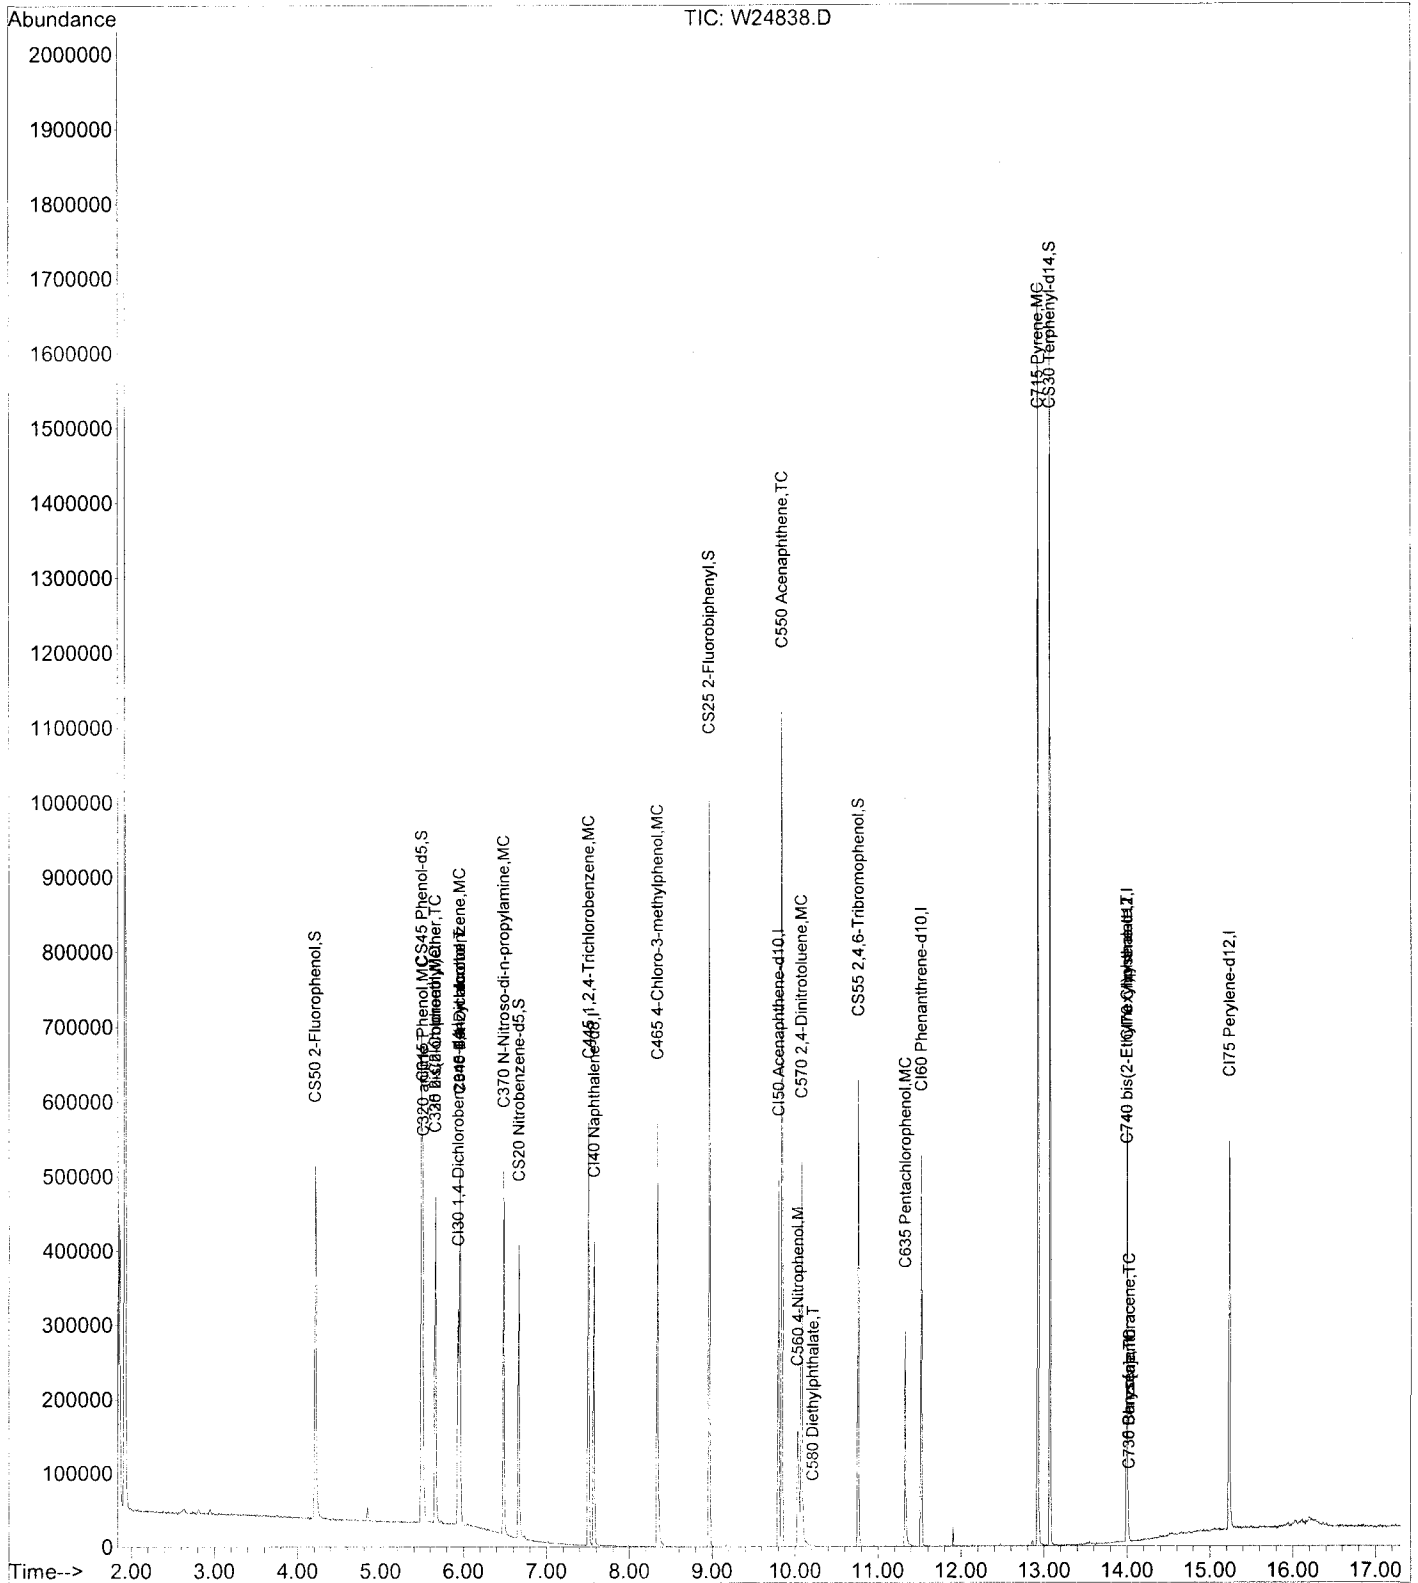 Abundance
TIC: W24838.D
2000000
1900000
1800000
1700000
1600000
1500000
1400000
1300000
1200000
1100000
1000000
900000
800000
700000
600000
500000
400000
300000
200000
100000
0
Time-->
2.00 3.00 4.00 5.00 6.00 7.00 8.00 9.00 10.00 11.00 12.00 13.00 14.00 15.00 16.00 17.00
CS50 2-Fluorophenol,S
C315 Phenol,MC
CS45 Phenol-d5,S
CI30 1,4-Dichlorobenzene-d4,I
C370 N-Nitroso-di-n-propylamine,MC
CS20 Nitrobenzene-d5,S
C445 1,2,4-Trichlorobenzene,MC
CI40 Naphthalene-d8,I
C465 4-Chloro-3-methylphenol,MC
CS25 2-Fluorobiphenyl,S
CI50 Acenaphthene-d10,I
C550 Acenaphthene,TC
C560 4-Nitrophenol,M
C570 2,4-Dinitrotoluene,MC
C580 Diethylphthalate,T
CS55 2,4,6-Tribromophenol,S
C635 Pentachlorophenol,MC
CI60 Phenanthrene-d10,I
C715 Pyrene,MC
CS30 Terphenyl-d14,S
CI75 Perylene-d12,I